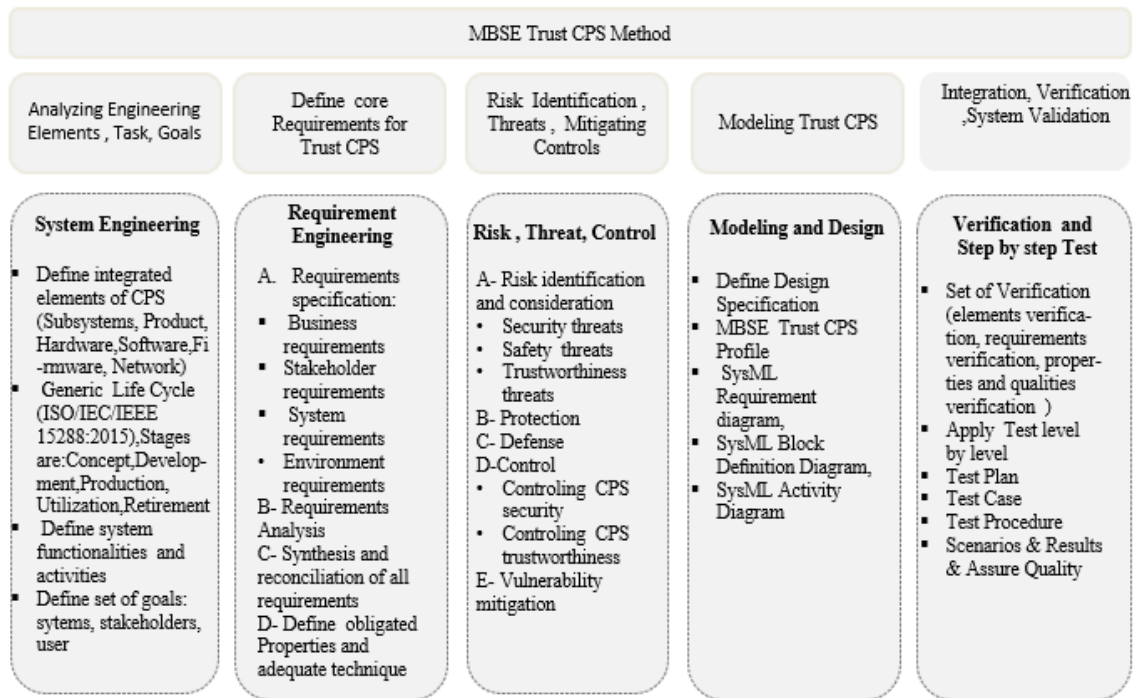 MBSE Trust CPS Method
Analyzing Engineering
Elements , Task, Goals
Define core
Requirements for
Trust CPS
Risk Identification ,
Threats , Mitigating
Controls
Modeling Trust CPS
Integration, Verification
,System Validation
System Engineering
▪ Define integrated
elements of CPS
(Subsystems, Product,
Hardware,Software,Fi
-rmware, Network)
▪ Generic Life Cycle
(ISO/IEC/IEEE
15288:2015),Stages
are:Concept,Develop-
ment,Production,
Utilization,Retirement
▪ Define system
functionalities and
activities
▪ Define set of goals:
sytems, stakeholders,
user
Requirement
Engineering
A. Requirements
specification:
▪ Business
requirements
▪ Stakeholder
requirements
▪ System
requirements
• Environment
requirements
B- Requirements
Analysis
C- Synthesis and
reconciliation of all
requirements
D- Define obligated
Properties and
adequate technique
Risk , Threat, Control
A- Risk identification
and consideration
• Security threats
• Safety threats
• Trustworthiness
threats
B- Protection
C- Defense
D-Control
• Controling CPS
security
• Controling CPS
trustworthiness
E- Vulnerability
mitigation
Modeling and Design
▪ Define Design
Specification
▪ MBSE Trust CPS
Profile
▪ SysML
Requirement
diagram,
▪ SysML Block
Definition Diagram,
▪ SysML Activity
Diagram
Verification and
Step by step Test
▪ Set of Verification
(elements verifica-
tion, requirements
verification, proper-
ties and qualities
verification )
▪ Apply Test level
by level
▪ Test Plan
▪ Test Case
▪ Test Procedure
▪ Scenarios & Results
& Assure Quality